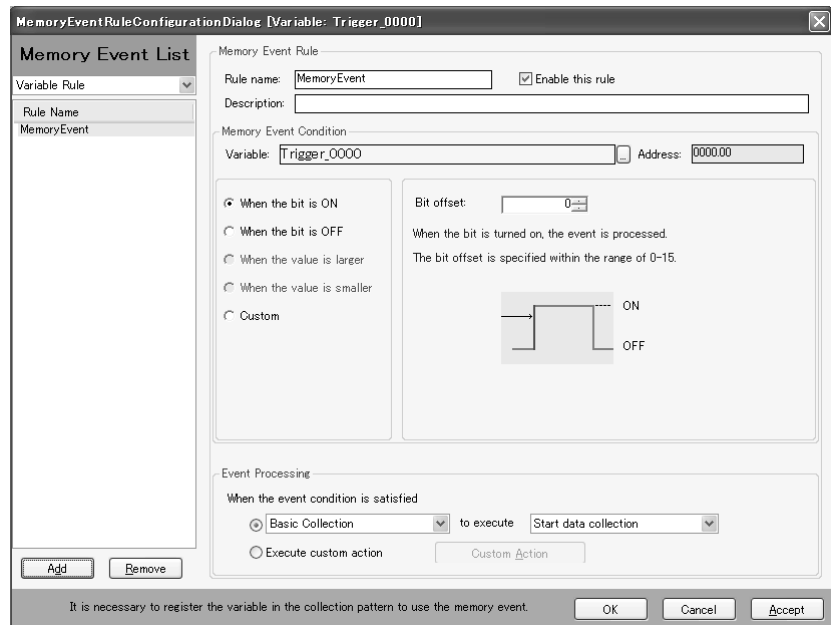 MemoryEventRuleConfigurationDialog [Variable: Trigger_0000]
Memory Event List
Variable Rule
Rule Name
MemoryEvent
Add
Remove
Memory Event Rule
Rule name: MemoryEvent
Enable this rule
Description:
Memory Event Condition
Variable: Trigger_0000 ... Address: 0000.00
When the bit is ON
When the bit is OFF
When the value is larger
When the value is smaller
Custom
Bit offset: 0
When the bit is turned on, the event is processed.
The bit offset is specified within the range of 0-15.
ON
OFF
Event Processing
When the event condition is satisfied
Basic Collection to execute Start data collection
Execute custom action Custom Action
It is necessary to register the variable in the collection pattern to use the memory event.
OK Cancel Accept